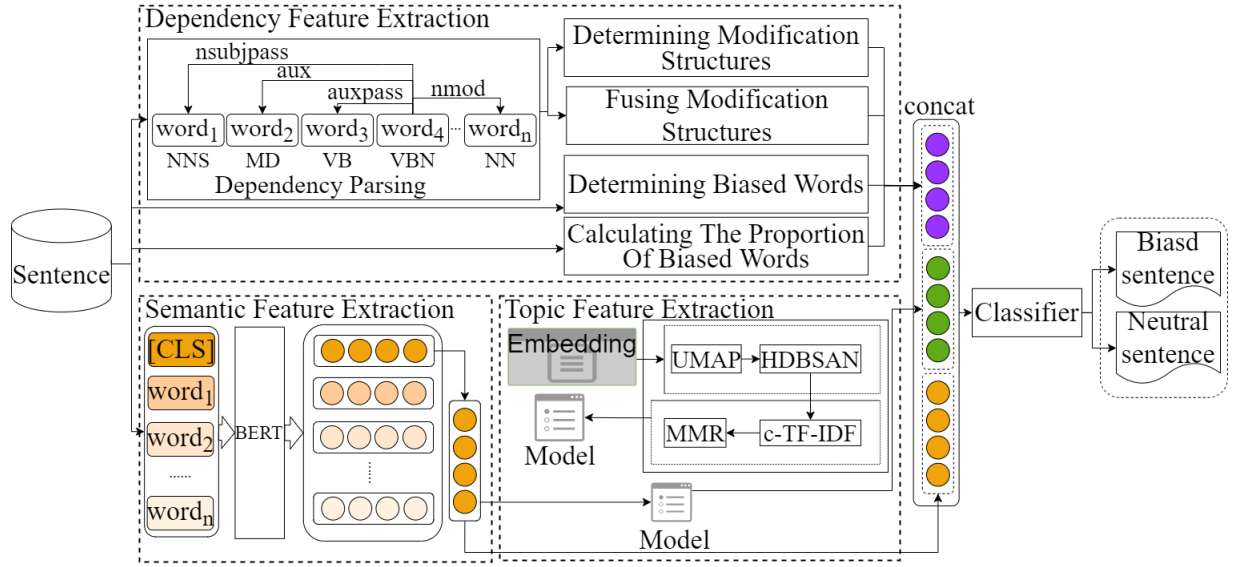 Dependency Feature Extraction
nsubjpass
aux
auxpass
nmod
word1 word2 word3 word4 ... wordn
NNS MD VB VBN NN
Dependency Parsing
Determining Modification
Structures
Fusing Modification
Structures
Determining Biased Words
Calculating The Proportion
Of Biased Words
concat
Sentence
Semantic Feature Extraction
[CLS]
word1
word2
......
wordn
BERT
Topic Feature Extraction
Embedding
UMAP
HDBSAN
MMR
c-TF-IDF
Model
Model
Classifier
Biasd
sentence
Neutral
sentence